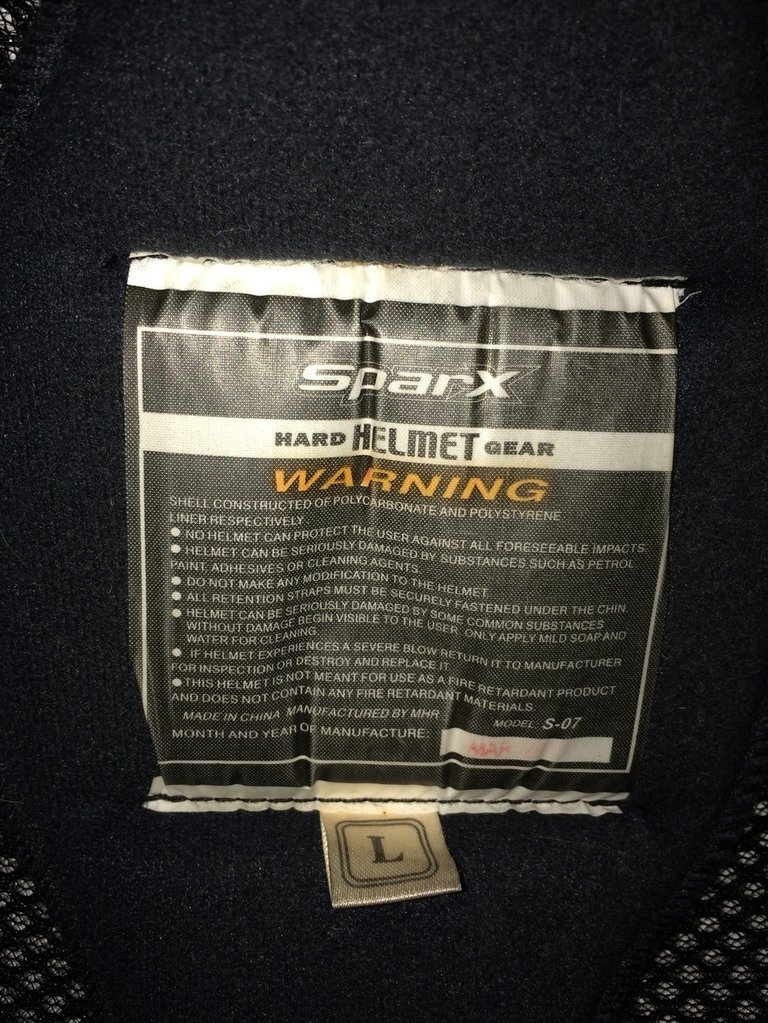 SparX
HARD HELMET GEAR
WARNING
SHELL CONSTRUCTED OF POLYCARBONATE AND POLYSTYRENE
LINER RESPECTIVELY
● NO HELMET CAN PROTECT THE USER AGAINST ALL FORESEEABLE IMPACTS.
● HELMET CAN BE SERIOUSLY DAMAGED BY SUBSTANCES SUCH AS PETROL
PAINT. ADHESIVES OR CLEANING AGENTS.
● DO NOT MAKE ANY MODIFICATION TO THE HELMET
● ALL RETENTION STRAPS MUST BE SECURELY FASTENED UNDER THE CHIN.
● HELMET CAN BE SERIOUSLY DAMAGED BY SOME COMMON SUBSTANCES
WITHOUT DAMAGE BEGIN VISIBLE TO THE USER. ONLY APPLY MILD SOAP AND
WATER FOR CLEANING.
● IF HELMET EXPERIENCES A SEVERE BLOW RETURN IT TO MANUFACTURER
FOR INSPECTION OR DESTROY AND REPLACE IT.
● THIS HELMET IS NOT MEANT FOR USE AS A FIRE RETARDANT PRODUCT
AND DOES NOT CONTAIN ANY FIRE RETARDANT MATERIALS
MADE IN CHINA MANUFACTURED BY MHR MODEL: S-07
MONTH AND YEAR OF MANUFACTURE: MAR
L